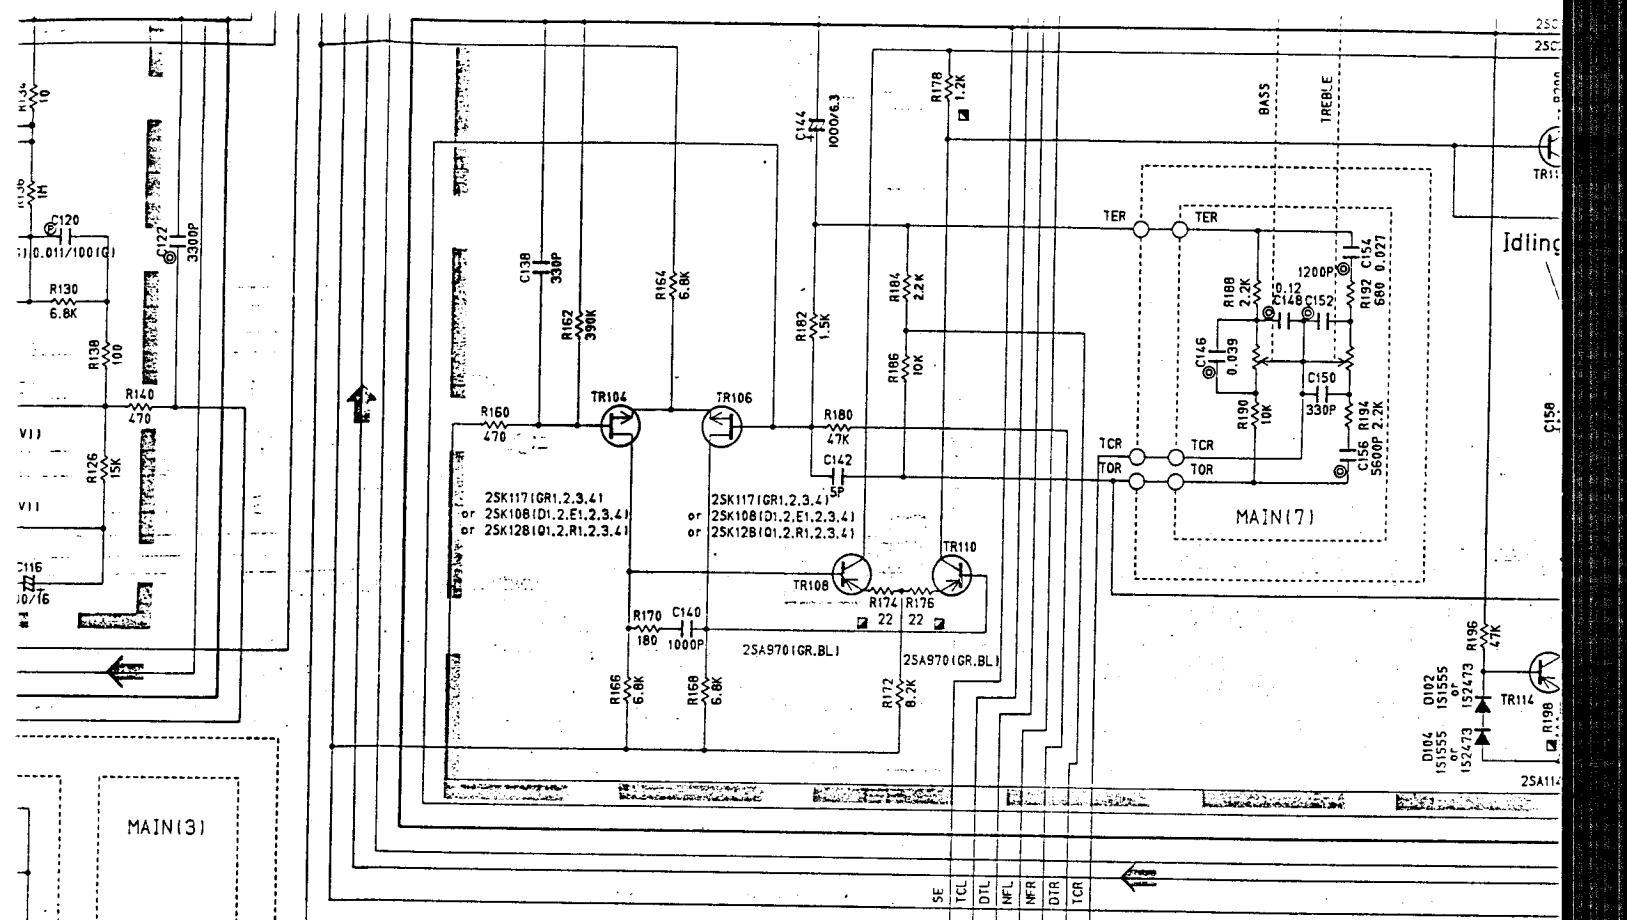 10
1M
C120
P
0.011/100(G)
R130
6.8K
R138
100
C122
3300P
R140
470
R126
15K
V1)
V1)
C116
0/16
MAIN(3)
R160
470
C138
330P
R162
390K
R164
6.8K
TR104
TR106
2SK117(GR1,2,3,4)
or 2SK108(D1,2,E1,2,3,4)
or 2SK128(Q1,2,R1,2,3,4)
2SK117(GR1,2,3,4)
or 2SK108(D1,2,E1,2,3,4)
or 2SK128(Q1,2,R1,2,3,4)
R170
180
C140
1000P
R166
6.8K
R168
6.8K
C144
1000/6.3
R182
1.5K
R184
2.2K
R186
10K
R180
47K
C142
5P
R178
1.2K
TR108
TR110
R174
22
R176
22
2SA970(GR,BL)
2SA970(GR,BL)
R172
8.2K
SE
TCL
DTL
NFL
NFR
DTR
TCR
BASS
TREBLE
TER
TER
TCR
TCR
TOR
TOR
R188
2.2K
0.12
C148
1200P
C152
C154
0.027
R192
680
C146
0.039
C150
330P
R190
10K
R194
2.2K
C156
5600P
MAIN(7)
2SC
2SC
TR11
Idling
C158
R196
47K
D102
1S1555
or
1S2473
D104
1S1555
or
1S2473
TR114
R198
2SA114